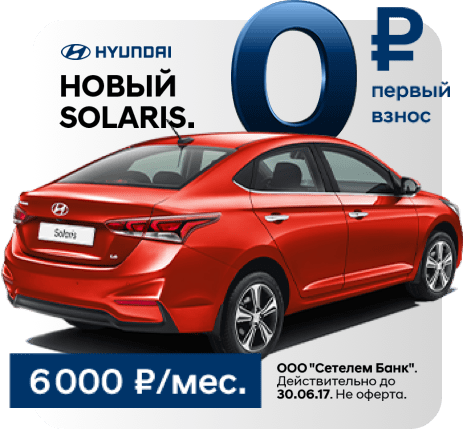 HYUNDAI
НОВЫЙ
SOLARIS.
0 ₽
первый
взнос
Solaris
6 000 ₽/мес.
ООО "Сетелем Банк".
Действительно до
30.06.17. Не оферта.